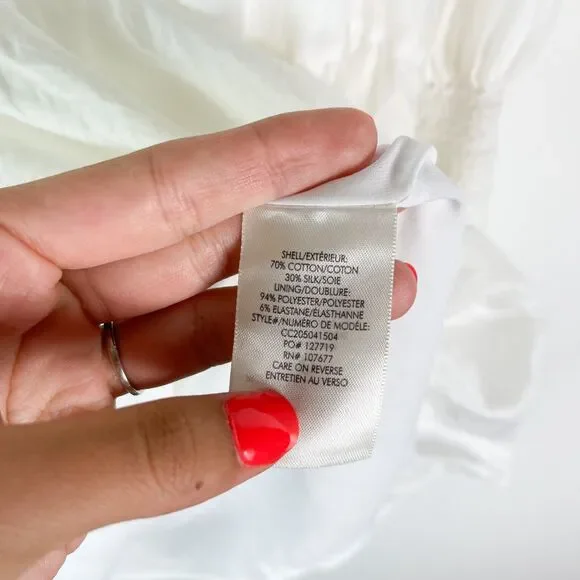 SHELL/EXTÉRIEUR:
70% COTTON/COTON
30% SILK/SOIE
LINING/DOUBLURE:
94% POLYESTER/POLYESTER
6% ELASTANE/ÉLASTHANNE
STYLE#/NUMÉRO DE MODÈLE:
CC205041504
PO# 127719
RN# 107677
CARE ON REVERSE
ENTRETIEN AU VERSO